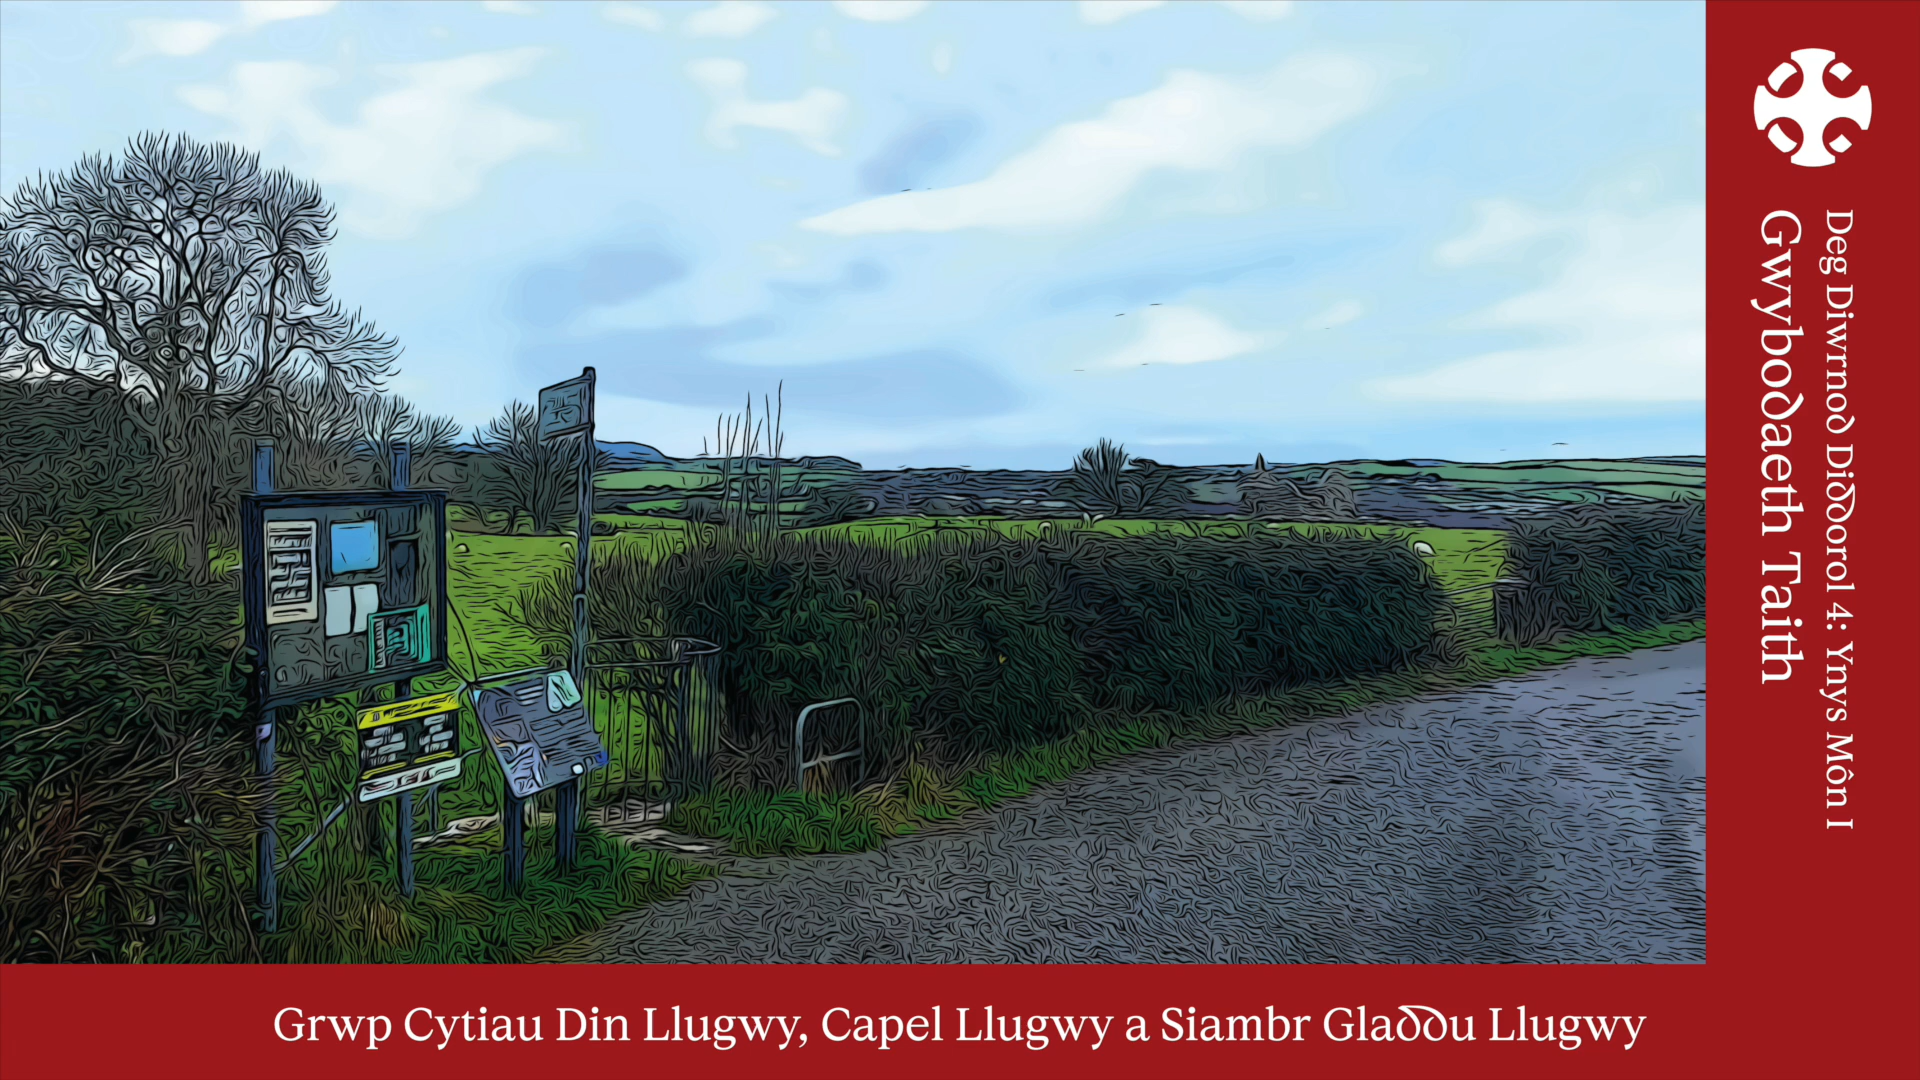 Deg Diwrnod Diddorol 4: Ynys Môn I
Gwybodaeth Taith
Grwp Cytiau Din Llugwy, Capel Llugwy a Siambr Gladdu Llugwy